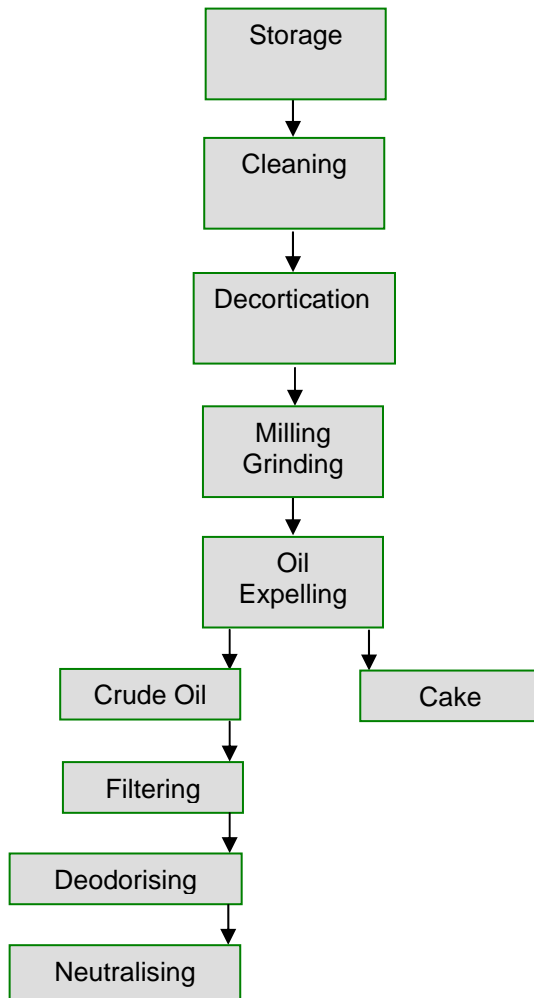 Storage
Cleaning
Decortication
Milling
Grinding
Oil
Expelling
Crude Oil
Cake
Filtering
Deodorising
Neutralising